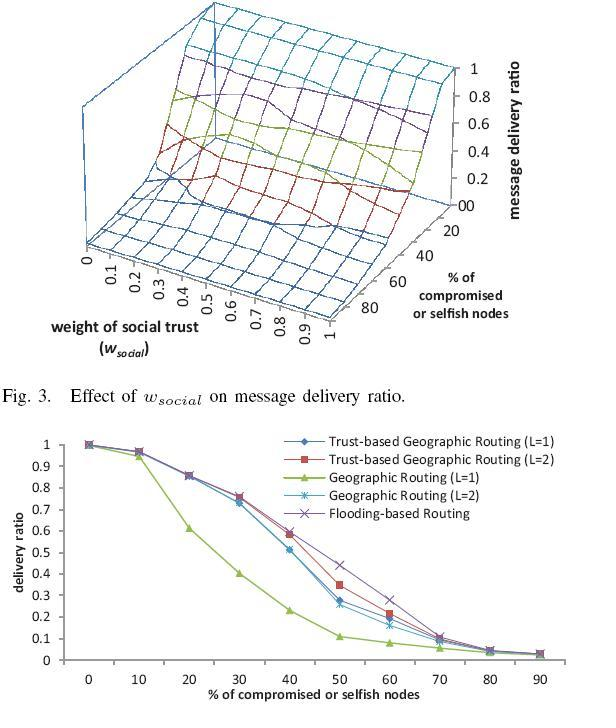 1
0.8
0.6
0.4
0.2
00
message delivery ratio
20
40
60
80
% of
compromised
or selfish nodes
0
0.1
0.2
0.3
0.4
0.5
0.6
0.7
0.8
0.9
1
weight of social trust
(wsocial)
Fig. 3. Effect of wsocial on message delivery ratio.
Trust-based Geographic Routing (L=1)
Trust-based Geographic Routing (L=2)
Geographic Routing (L=1)
Geographic Routing (L=2)
Flooding-based Routing
1
0.9
0.8
0.7
0.6
0.5
0.4
0.3
0.2
0.1
0
delivery ratio
0 10 20 30 40 50 60 70 80 90
% of compromised or selfish nodes